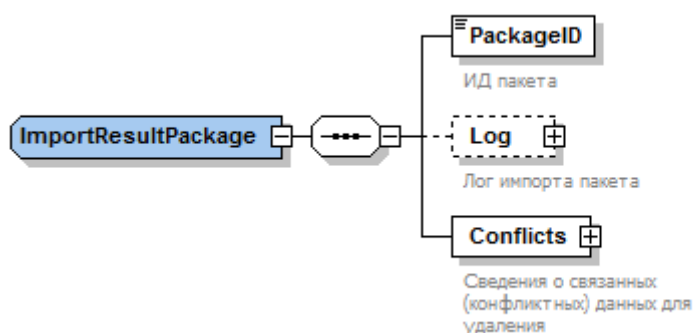 PackageID
ИД пакета
ImportResultPackage
Log
Лог импорта пакета
Conflicts
Сведения о связанных
(конфликтных) данных для
удаления